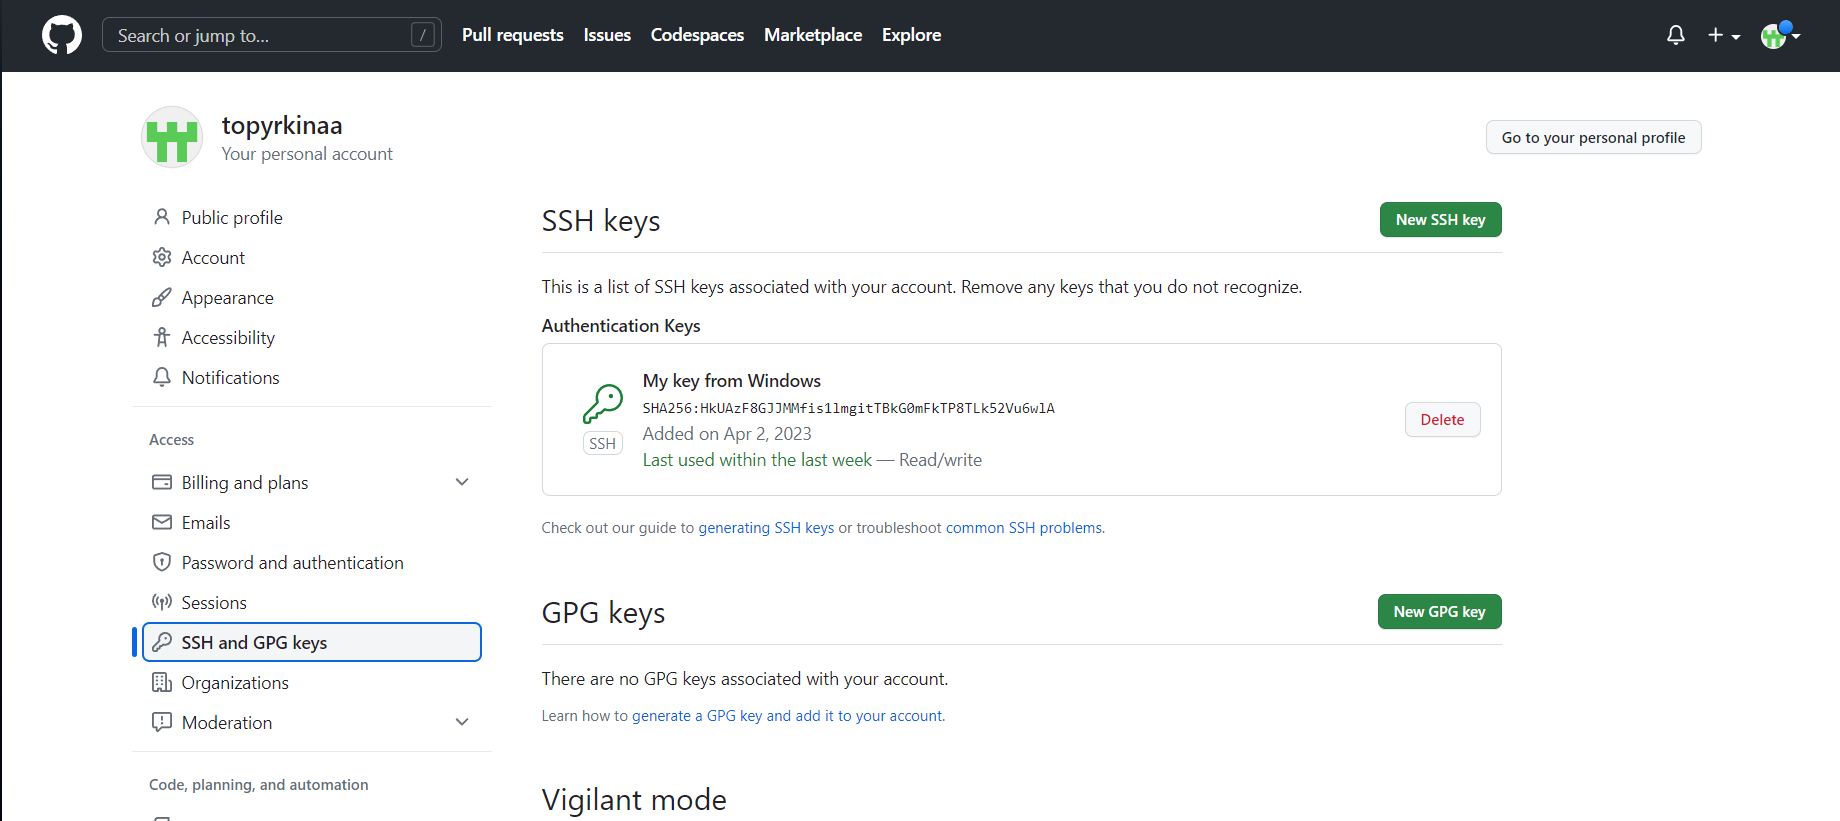 Search or jump to... /
Pull requests Issues Codespaces Marketplace Explore
topyrkinaa
Your personal account
Go to your personal profile
Public profile
Account
Appearance
Accessibility
Notifications
Access
Billing and plans
Emails
Password and authentication
Sessions
SSH and GPG keys
Organizations
Moderation
Code, planning, and automation
SSH keys
New SSH key
This is a list of SSH keys associated with your account. Remove any keys that you do not recognize.
Authentication Keys
My key from Windows
SHA256:HkUAzF8GJJMMfis1lmgitTBkG0mFkTP8TLk52Vu6wlA
Added on Apr 2, 2023
Last used within the last week — Read/write
SSH
Delete
Check out our guide to generating SSH keys or troubleshoot common SSH problems.
GPG keys
New GPG key
There are no GPG keys associated with your account.
Learn how to generate a GPG key and add it to your account.
Vigilant mode